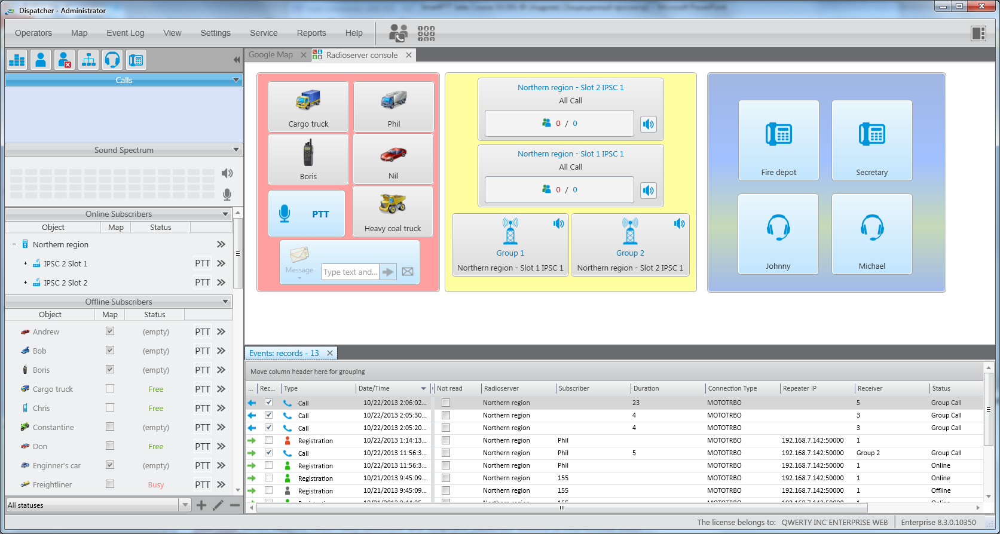 Dispatcher - Administrator
Operators Map Event Log View Settings Service Reports Help
Google Map Radioserver console
Calls
Sound Spectrum
Online Subscribers
Object Map Status
- Northern region
+ IPSC 2 Slot 1 PTT
+ IPSC 2 Slot 2 PTT
Offline Subscribers
Object Map Status
Andrew (empty) PTT
Bob (empty) PTT
Boris (empty) PTT
Cargo truck Free PTT
Chris Free PTT
Constantine (empty) PTT
Don Free PTT
Enginner's car (empty) PTT
Freightliner Busy PTT
All statuses
Cargo truck Phil
Boris Nil
PTT Heavy coal truck
Message Type text and...
Northern region - Slot 2 IPSC 1
All Call
0 / 0
Northern region - Slot 1 IPSC 1
All Call
0 / 0
Group 1 Group 2
Northern region - Slot 1 IPSC 1 Northern region - Slot 2 IPSC 1
Fire depot Secretary
Johnny Michael
Events: records - 13
Move column header here for grouping
... Rec... Type Date/Time Not read Radioserver Subscriber Duration Connection Type Repeater IP Receiver Status
Call 10/22/2013 2:06:02... Northern region 23 MOTOTRBO 5 Group Call
Call 10/22/2013 2:05:30... Northern region 4 MOTOTRBO 3 Group Call
Call 10/22/2013 2:05:20... Northern region 4 MOTOTRBO 3 Group Call
Registration 10/22/2013 1:14:13... Northern region Phil MOTOTRBO 192.168.7.142:50000 1
Call 10/22/2013 11:56:3... Northern region Phil 5 MOTOTRBO 192.168.7.142:50000 Group 2 Group Call
Registration 10/22/2013 11:56:3... Northern region Phil MOTOTRBO 192.168.7.142:50000 1 Online
Registration 10/21/2013 9:45:09... Northern region 155 MOTOTRBO 192.168.7.142:50000 1 Online
Registration 10/21/2013 9:45:09... Northern region 155 MOTOTRBO 192.168.7.142:50000 1 Offline
The license belongs to: QWERTY INC ENTERPRISE WEB Enterprise 8.3.0.10350